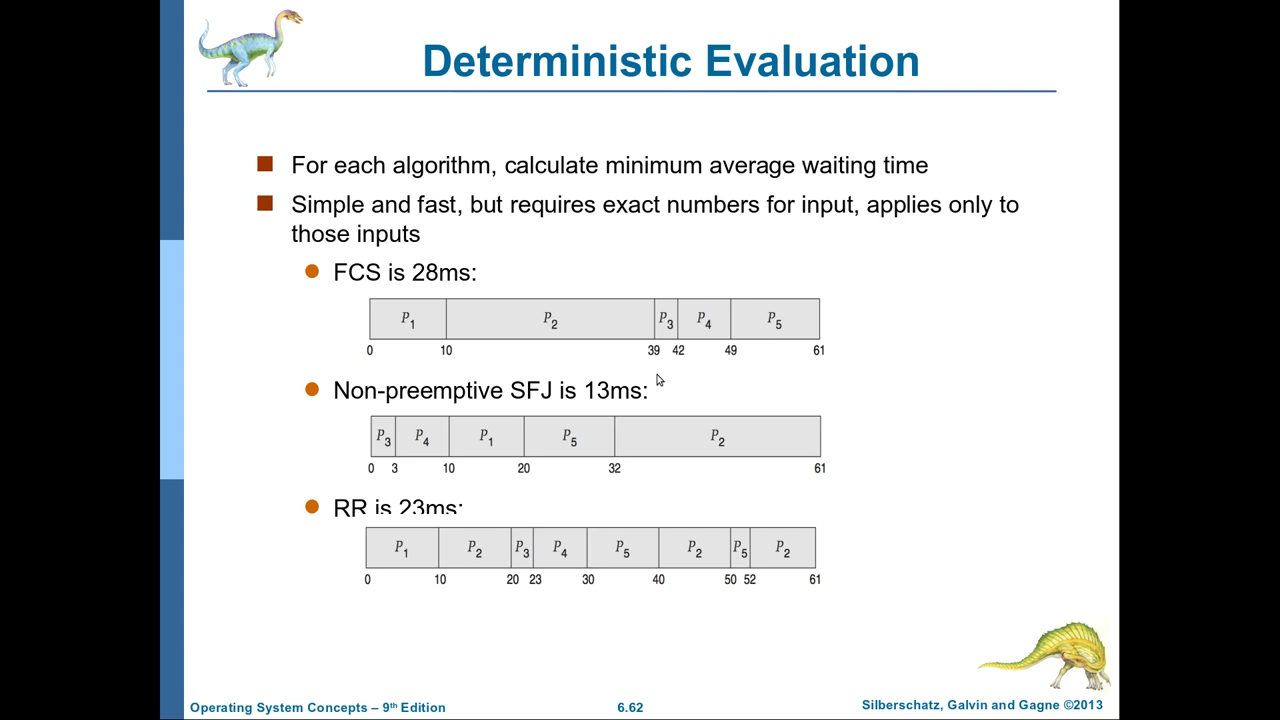 Deterministic Evaluation
For each algorithm, calculate minimum average waiting time
Simple and fast, but requires exact numbers for input, applies only to
those inputs
FCS is 28ms:
P1 P2 P3 P4 P5
0 10 39 42 49 61
Non-preemptive SFJ is 13ms:
P3 P4 P1 P5 P2
0 3 10 20 32 61
RR is 23ms:
P1 P2 P3 P4 P5 P2 P5 P2
0 10 20 23 30 40 50 52 61
Operating System Concepts – 9th Edition 6.62 Silberschatz, Galvin and Gagne ©2013